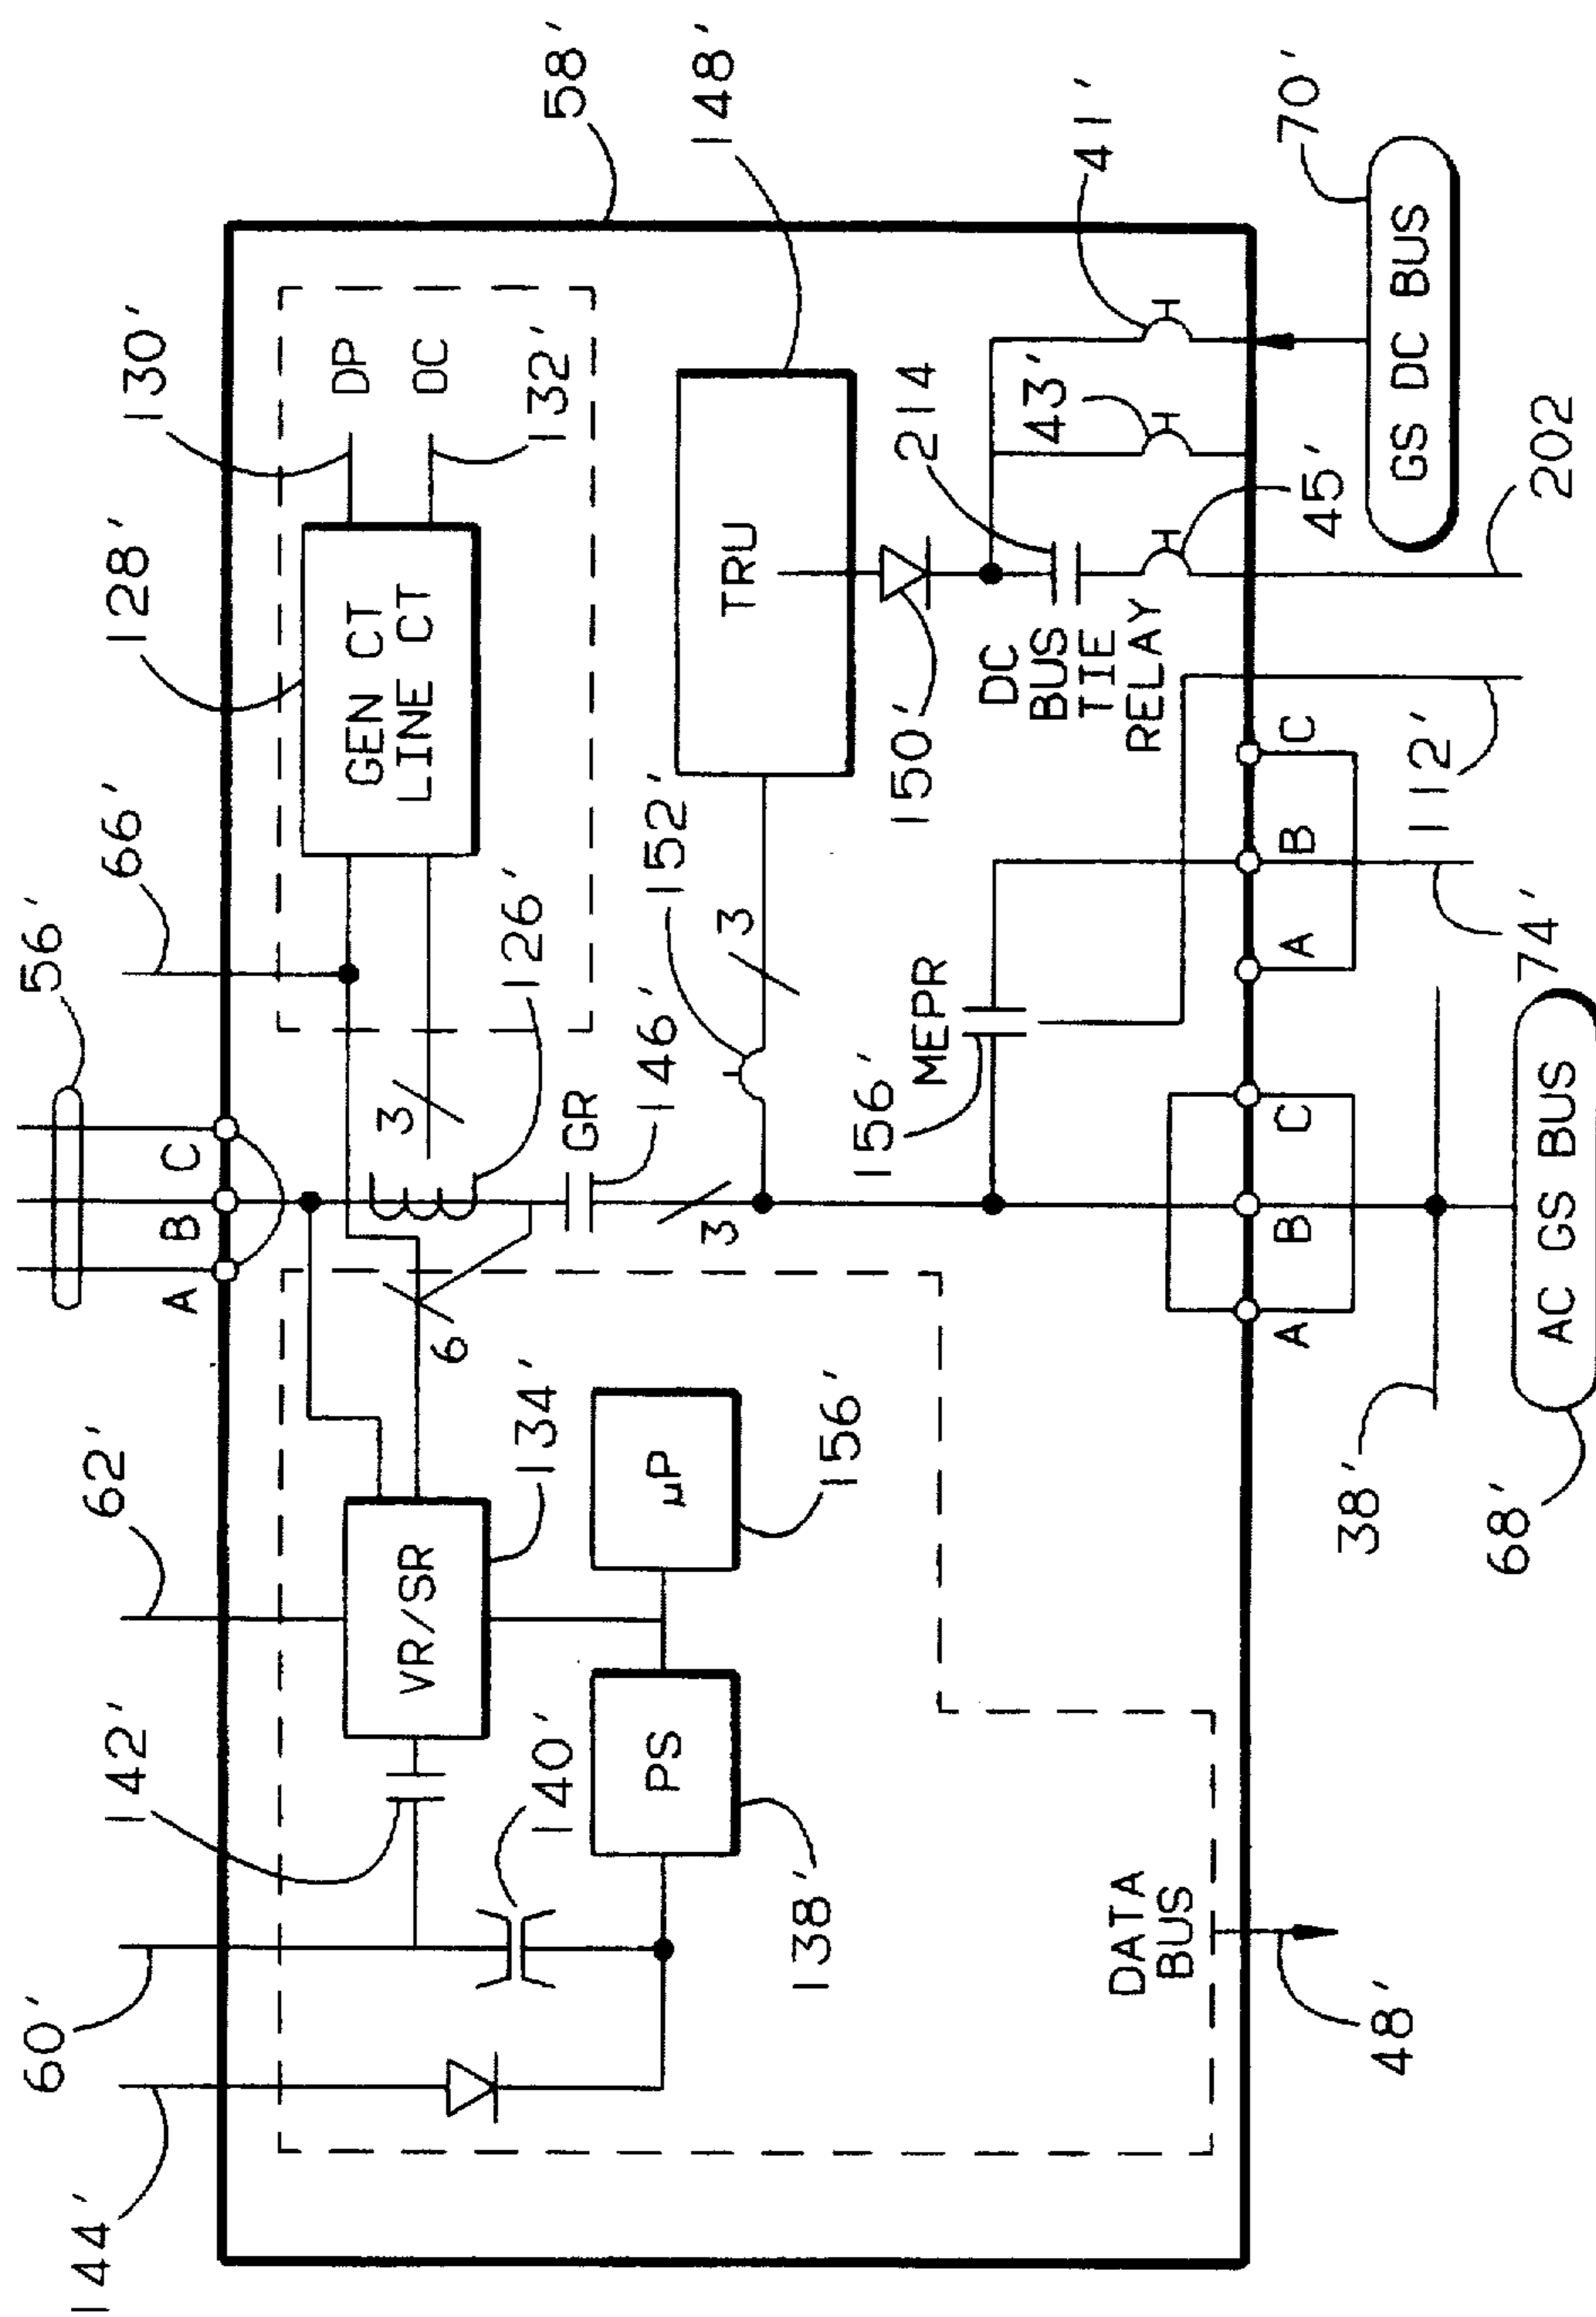 144'
60'
142'
62'
56'
A
B
C
66'
128'
130'
58'
148'
DP
DC
132'
GEN CT
LINE CT
3
126'
6
GR
146'
3
152'
3
VR/SR
134'
140'
PS
138'
µP
156'
TRU
150'
214
DC
BUS
TIE
RELAY
43'
41'
45'
156'
MEPR
DATA
BUS
48'
A
B
C
A
B
C
38'
AC GS BUS
68'
74'
112'
202
GS DC BUS
70'